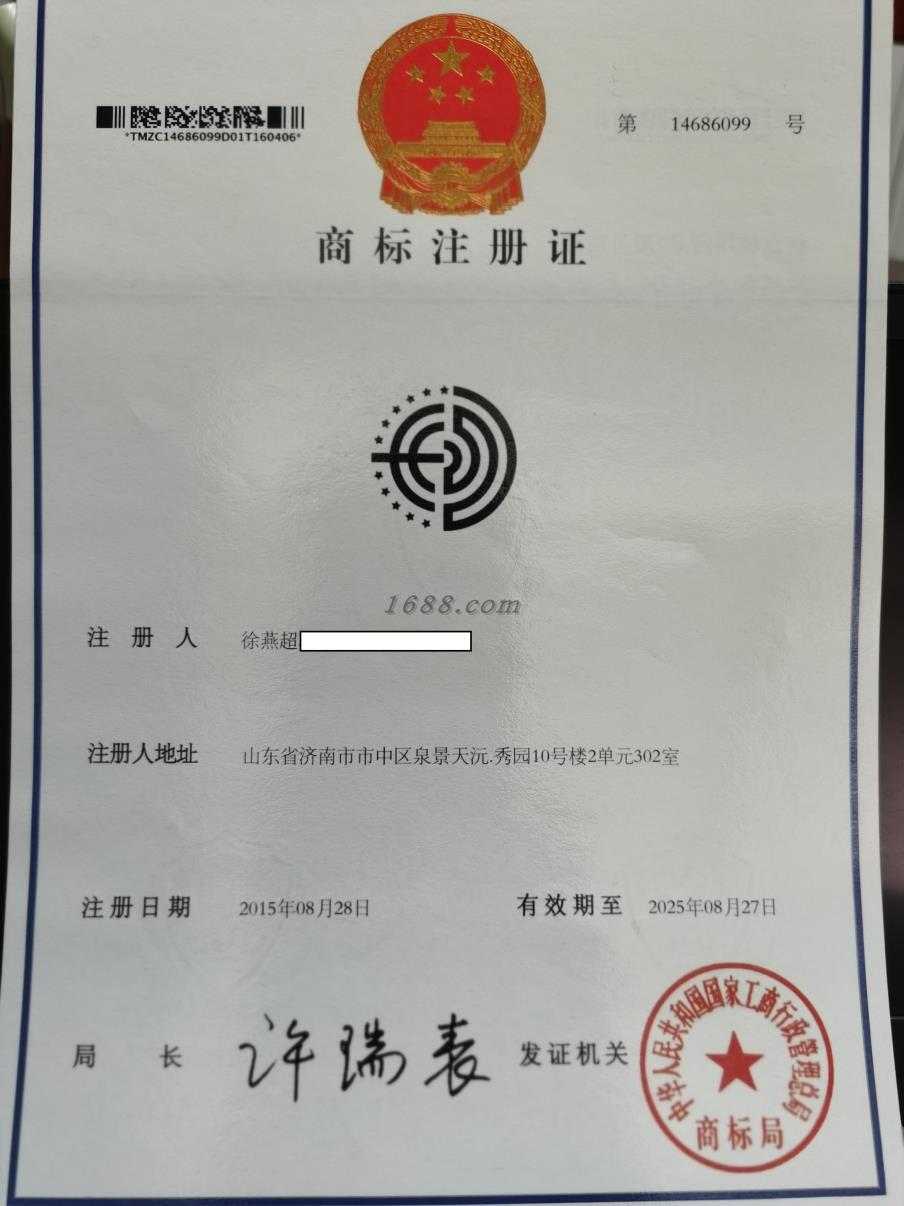 *TMZC14686099D01T160406*
第 14686099 号
商标注册证
1688.com
注册人 徐燕超
注册人地址 山东省济南市市中区泉景天沅.秀园10号楼2单元302室
注册日期 2015年08月28日 有效期至 2025年08月27日
局长 许瑞表 发证机关
中华人民共和国国家工商行政管理总局
商标局